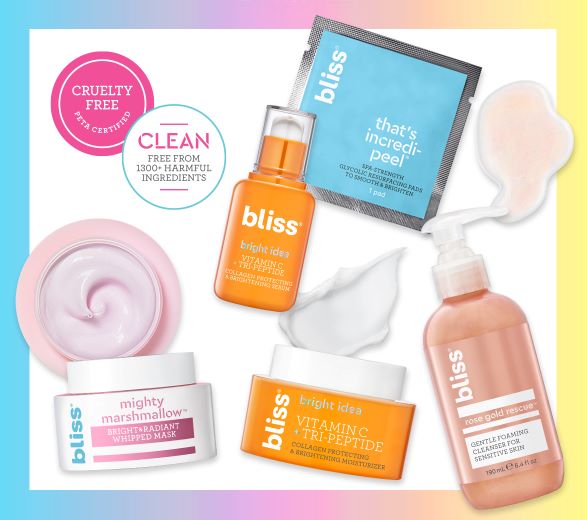 CRUELTY
FREE
PETA CERTIFIED
CLEAN
FREE FROM
1300+ HARMFUL
INGREDIENTS
bliss®
that's
incredi-
peel™
SPA-STRENGTH
GLYCOLIC RESURFACING PADS
TO SMOOTH & BRIGHTEN
1 pad
bliss®
bright idea
VITAMIN C
+ TRI-PEPTIDE
COLLAGEN PROTECTING
& BRIGHTENING SERUM
bliss®
mighty
marshmallow™
BRIGHT & RADIANT
WHIPPED MASK
bliss®
bright idea
VITAMIN C
+ TRI-PEPTIDE
COLLAGEN PROTECTING
& BRIGHTENING MOISTURIZER
bliss®
rose gold rescue™
GENTLE FOAMING
CLEANSER FOR
SENSITIVE SKIN
190 mL ℮ 6.4 fl oz